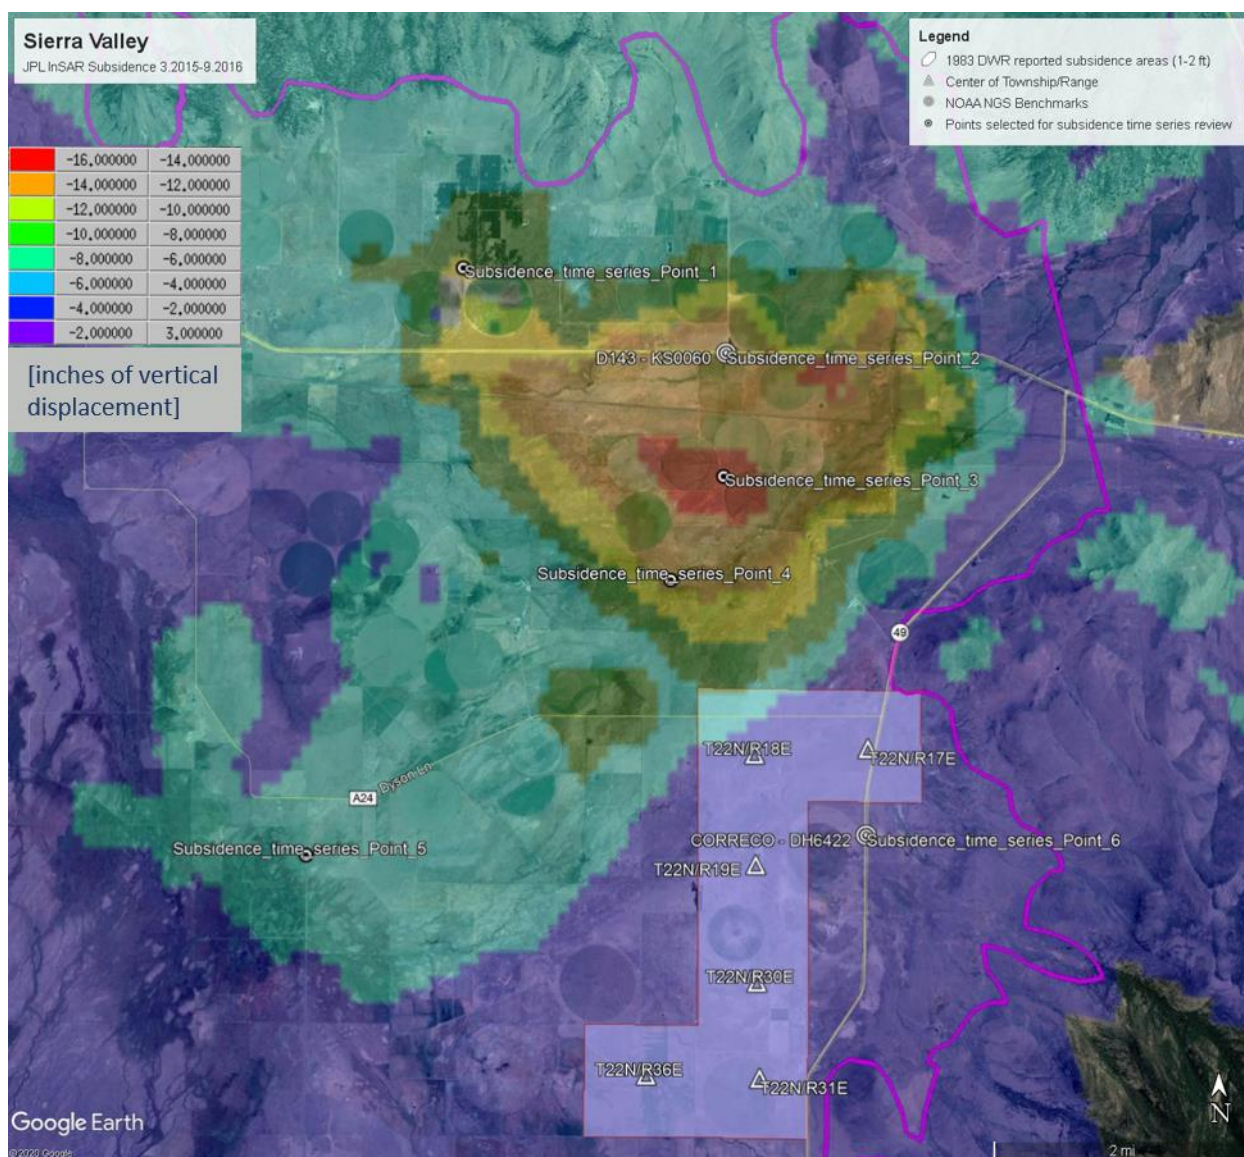 Sierra Valley
JPL InSAR Subsidence 3.2015-9.2016
Legend
1983 DWR reported subsidence areas (1-2 ft)
Center of Township/Range
NOAA NGS Benchmarks
Points selected for subsidence time series review
-16.000000 -14.000000
-14.000000 -12.000000
-12.000000 -10.000000
-10.000000 -8.000000
-8.000000 -6.000000
-6.000000 -4.000000
-4.000000 -2.000000
-2.000000 3.000000
[inches of vertical
displacement]
Subsidence_time_series_Point_1
D143 - KS0060
Subsidence_time_series_Point_2
Subsidence_time_series_Point_3
Subsidence_time_series_Point_4
49
T22N/R18E
T22N/R17E
Dyson Ln
A24
CORRECO - DH6422
Subsidence_time_series_Point_6
Subsidence_time_series_Point_5
T22N/R19E
T22N/R30E
T22N/R36E
T22N/R31E
N
Google Earth
©2020 Google
2 mi